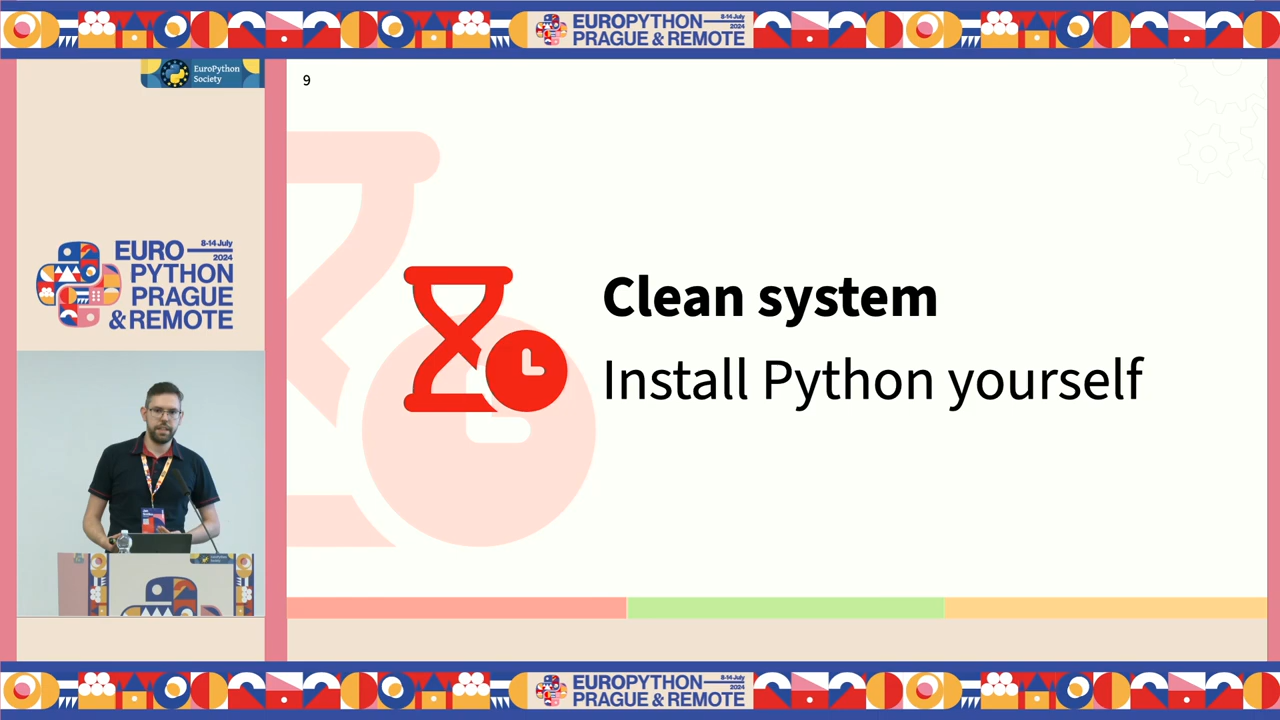 EUROPYTHON
8-14 July
2024
PRAGUE & REMOTE
EuroPython
Society
9
EURO
8-14 July
2024
PYTHON
PRAGUE
& REMOTE
Clean system
Install Python yourself
EUROPYTHON
8-14 July
2024
PRAGUE & REMOTE